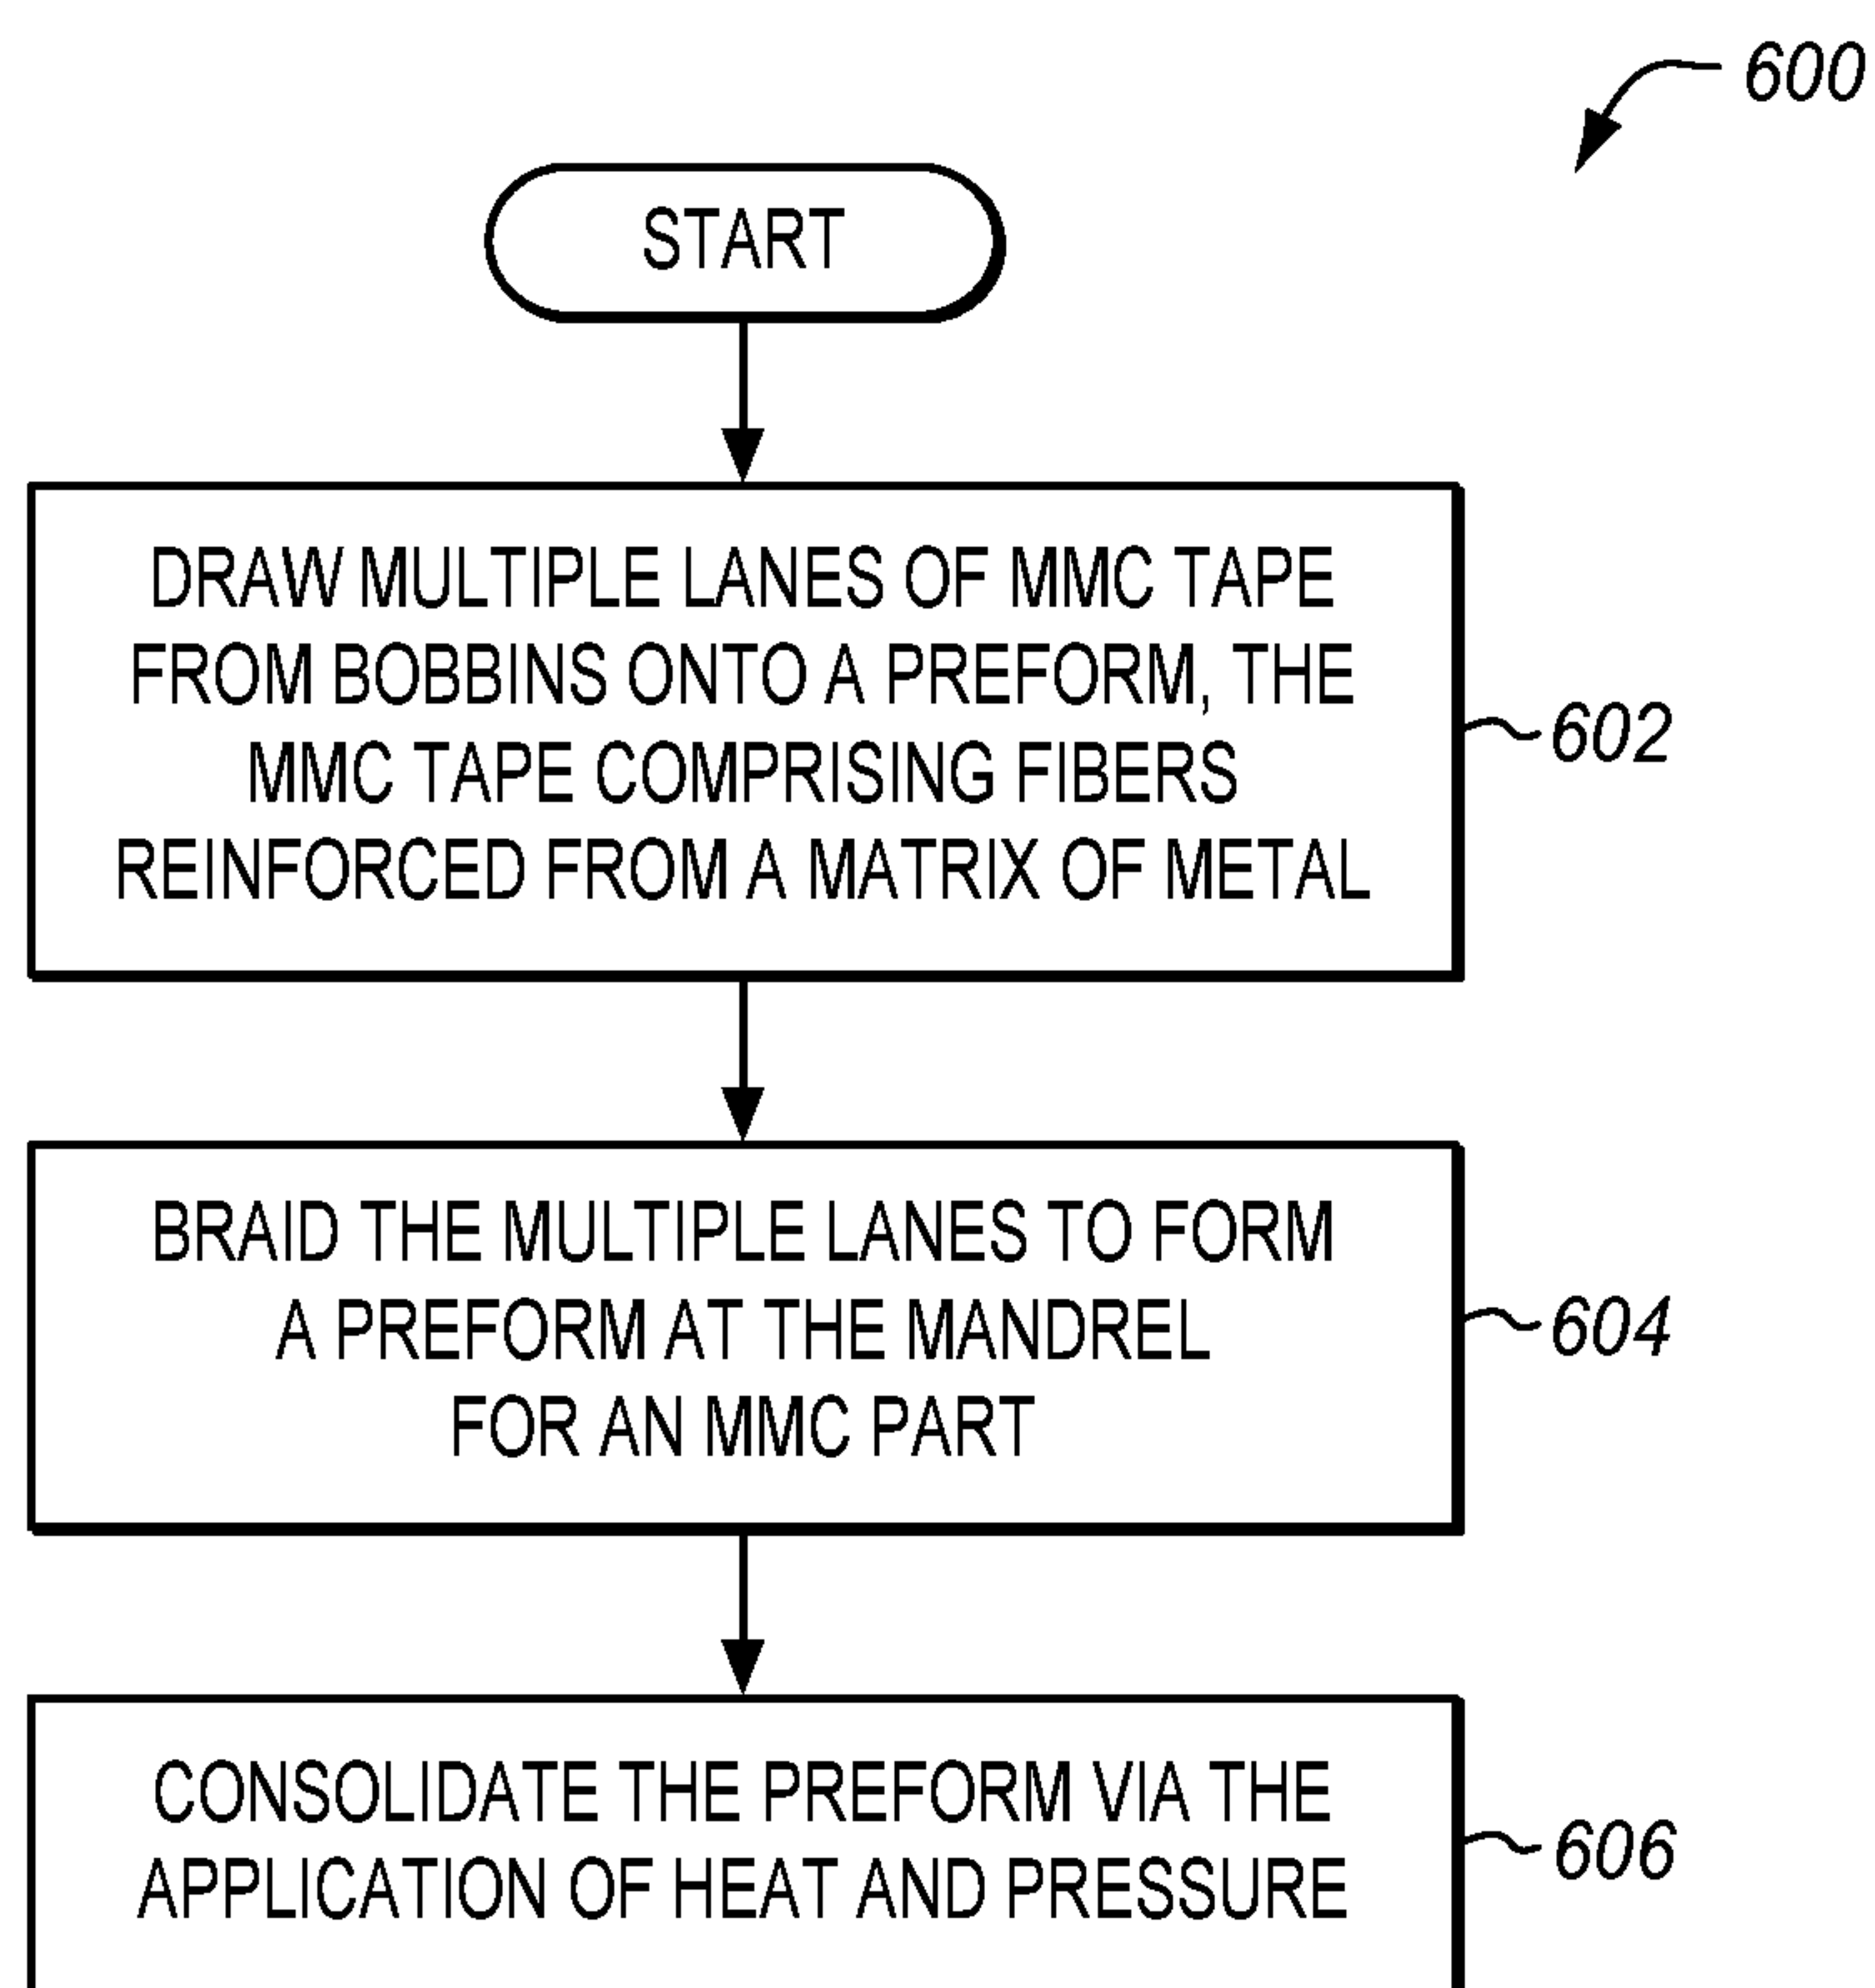 600
START
DRAW MULTIPLE LANES OF MMC TAPE
FROM BOBBINS ONTO A PREFORM, THE
MMC TAPE COMPRISING FIBERS
REINFORCED FROM A MATRIX OF METAL
602
BRAID THE MULTIPLE LANES TO FORM
A PREFORM AT THE MANDREL
FOR AN MMC PART
604
CONSOLIDATE THE PREFORM VIA THE
APPLICATION OF HEAT AND PRESSURE
606